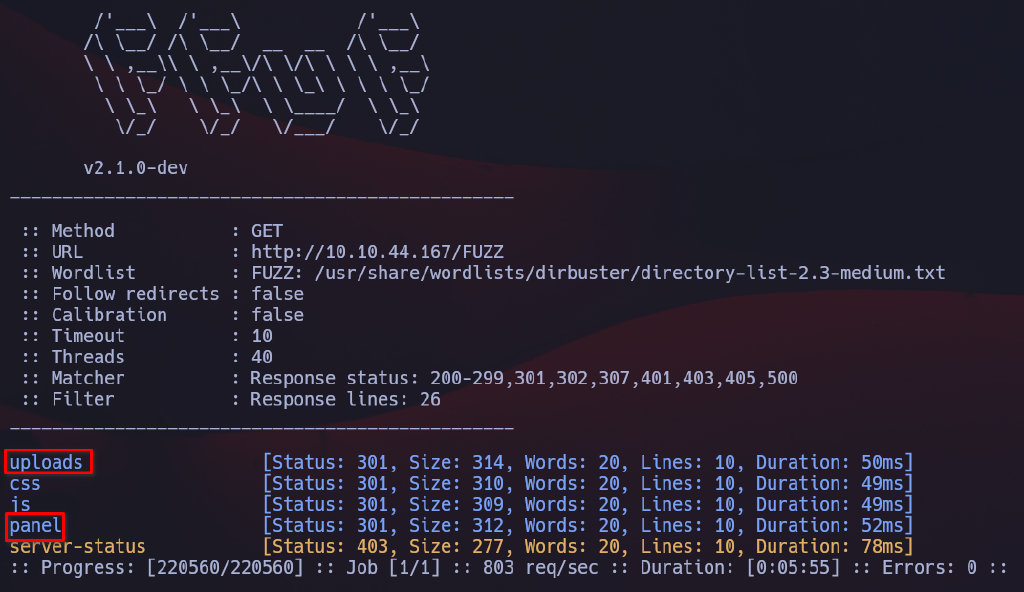 /'___\  /'___\           /'___\
       /\ \__/ /\ \__/  __  __  /\ \__/
       \ \ ,__\\ \ ,__\/\ \/\ \ \ \ ,__\
        \ \ \_/ \ \ \_/\ \ \_\ \ \ \ \_/
         \ \_\   \ \_\  \ \____/  \ \_\
          \/_/    \/_/   \/___/    \/_/
       v2.1.0-dev
________________________________________________
 :: Method           : GET
 :: URL              : http://10.10.44.167/FUZZ
 :: Wordlist         : FUZZ: /usr/share/wordlists/dirbuster/directory-list-2.3-medium.txt
 :: Follow redirects : false
 :: Calibration      : false
 :: Timeout          : 10
 :: Threads          : 40
 :: Matcher          : Response status: 200-299,301,302,307,401,403,405,500
 :: Filter           : Response lines: 26
________________________________________________
uploads                 [Status: 301, Size: 314, Words: 20, Lines: 10, Duration: 50ms]
css                     [Status: 301, Size: 310, Words: 20, Lines: 10, Duration: 49ms]
js                      [Status: 301, Size: 309, Words: 20, Lines: 10, Duration: 49ms]
panel                   [Status: 301, Size: 312, Words: 20, Lines: 10, Duration: 52ms]
server-status           [Status: 403, Size: 277, Words: 20, Lines: 10, Duration: 78ms]
:: Progress: [220560/220560] :: Job [1/1] :: 803 req/sec :: Duration: [0:05:55] :: Errors: 0 ::